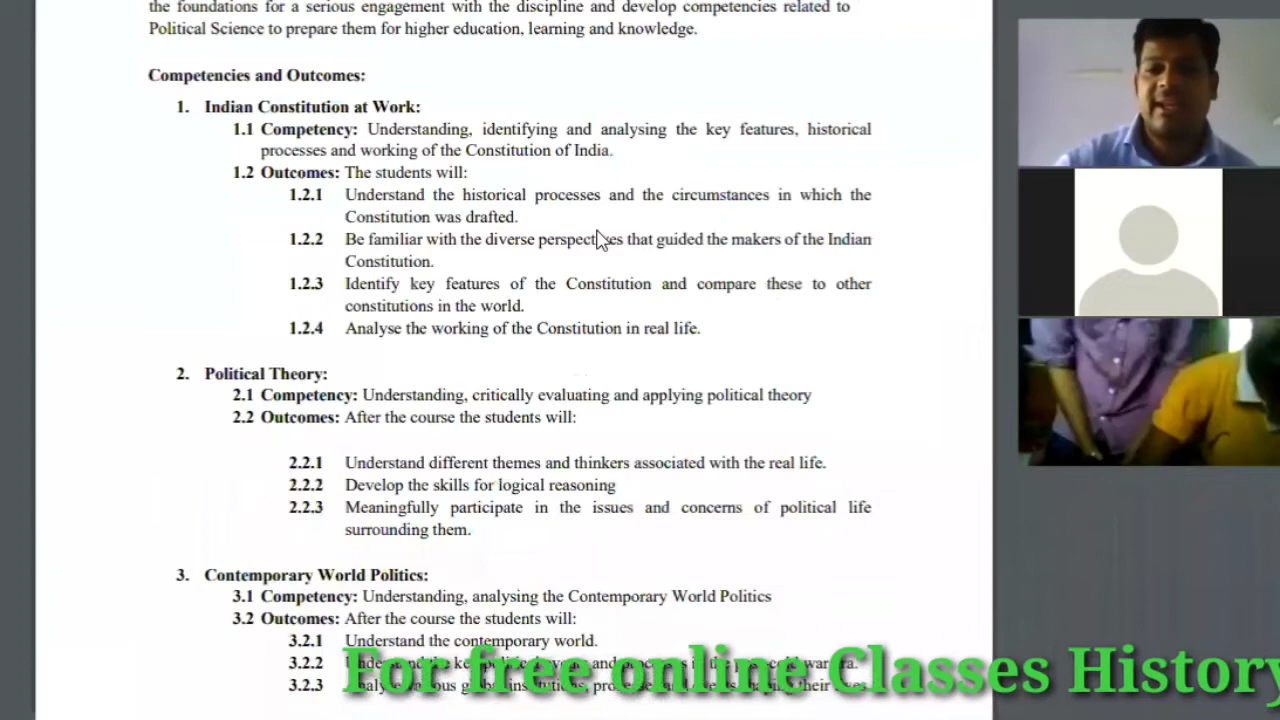 the foundations for a serious engagement with the discipline and develop competencies related to
Political Science to prepare them for higher education, learning and knowledge.
Competencies and Outcomes:
1. Indian Constitution at Work:
1.1 Competency: Understanding, identifying and analysing the key features, historical
processes and working of the Constitution of India.
1.2 Outcomes: The students will:
1.2.1 Understand the historical processes and the circumstances in which the
Constitution was drafted.
1.2.2 Be familiar with the diverse perspectives that guided the makers of the Indian
Constitution.
1.2.3 Identify key features of the Constitution and compare these to other
constitutions in the world.
1.2.4 Analyse the working of the Constitution in real life.
2. Political Theory:
2.1 Competency: Understanding, critically evaluating and applying political theory
2.2 Outcomes: After the course the students will:
2.2.1 Understand different themes and thinkers associated with the real life.
2.2.2 Develop the skills for logical reasoning
2.2.3 Meaningfully participate in the issues and concerns of political life
surrounding them.
3. Contemporary World Politics:
3.1 Competency: Understanding, analysing the Contemporary World Politics
3.2 Outcomes: After the course the students will:
3.2.1 Understand the contemporary world.
3.2.2
3.2.3
For free online Classes History